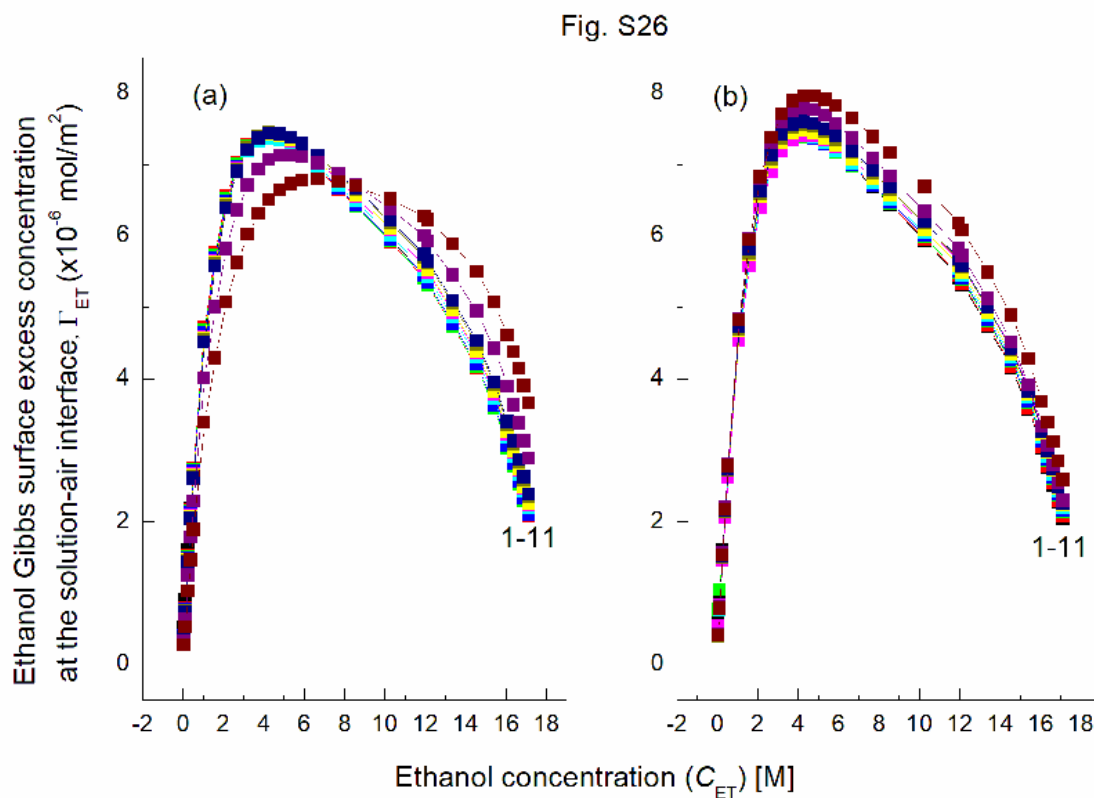 Fig. S26
Ethanol Gibbs surface excess concentration
at the solution-air interface, Γ_ET (x10⁻⁶ mol/m²)
(a)
8
6
4
2
0
1-11
-2 0 2 4 6 8 10 12 14 16 18
(b)
8
6
4
2
0
1-11
-2 0 2 4 6 8 10 12 14 16 18
Ethanol concentration (C_ET) [M]